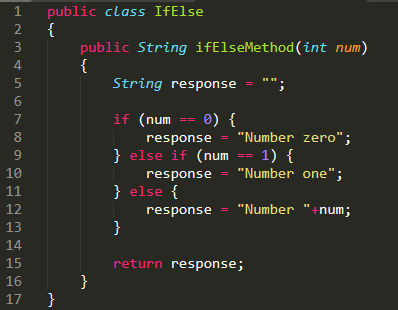 1 public class IfElse
2 {
3     public String ifElseMethod(int num)
4     {
5         String response = "";
6
7         if (num == 0) {
8             response = "Number zero";
9         } else if (num == 1) {
10             response = "Number one";
11         } else {
12             response = "Number "+num;
13         }
14
15         return response;
16     }
17 }